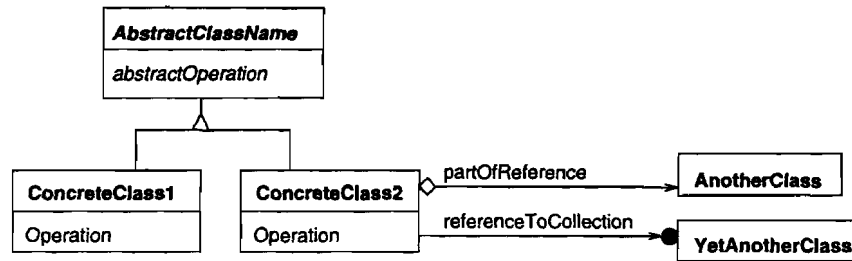 AbstractClassName
abstractOperation
ConcreteClass1
Operation
ConcreteClass2
Operation
partOfReference
AnotherClass
referenceToCollection
YetAnotherClass